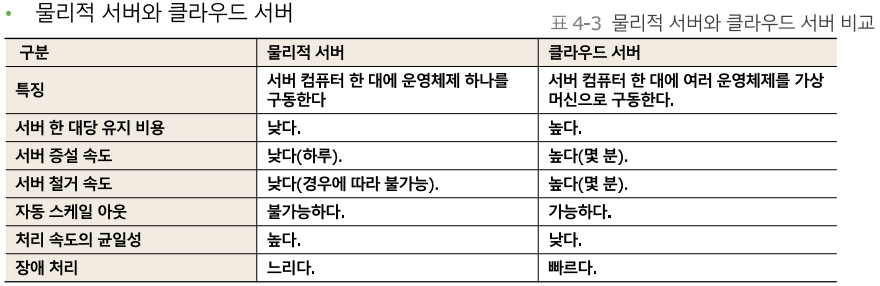 • 물리적 서버와 클라우드 서버
표 4-3 물리적 서버와 클라우드 서버 비교
구분 물리적 서버 클라우드 서버
특징 서버 컴퓨터 한 대에 운영체제 하나를 구동한다 서버 컴퓨터 한 대에 여러 운영체제를 가상 머신으로 구동한다.
서버 한 대당 유지 비용 낮다. 높다.
서버 증설 속도 낮다(하루). 높다(몇 분).
서버 철거 속도 낮다(경우에 따라 불가능). 높다(몇 분).
자동 스케일 아웃 불가능하다. 가능하다.
처리 속도의 균일성 높다. 낮다.
장애 처리 느리다. 빠르다.